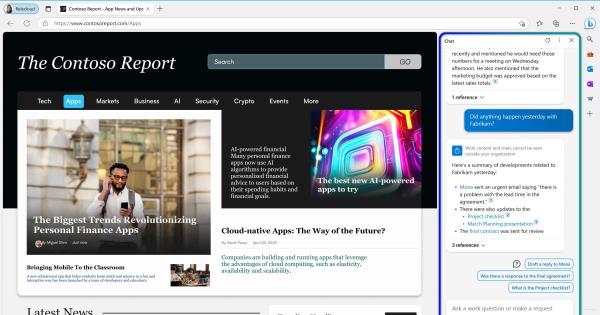 Relecloud
Contoso Report - App News and Up
https://www.contosoreport.com/Apps
The Contoso Report
Search
GO
Tech Apps Markets Business AI Security Crypto Events More
The Biggest Trends Revolutionizing
Personal Finance Apps
By Miguel Silva Just now
AI-powered financial
Many personal finance
apps now use AI
algorithms to provide
personalized financial
advice to users based on
their spending habits and
financial goals.
The best new AI-powered
apps to try
Bringing Mobile To the Classroom
A new educational app that helps students learn math and science in a fun and
interactive way has been launched by a team of developers and educators.
Cloud-native Apps: The Way of the Future?
By Sarah Perez April 20, 2023
Companies are building and running apps that leverage
the advantages of cloud computing, such as elasticity,
availability and scalability.
Latest News
Chat
recently and mentioned he would need those
numbers for a meeting on Wednesday
afternoon. He also mentioned that the
marketing budget was approved based on the
latest sales totals. 1
1 reference
Did anything happen yesterday with
Fabrikam?
Work content and chats cannot be seen
outside your organization
Here's a summary of developments related to
Fabrikam yesterday:
• Mona sent an urgent email saying "there is
a problem with the lead time in the
agreement." 1
• There were also updates to the:
• Project checklist 2
• March Planning presentation 3
• The final contract was sent for review
3 references
Draft a reply to Mona
Was there a response to the final agreement?
What is the Project checklist?
Ask a work question or make a request